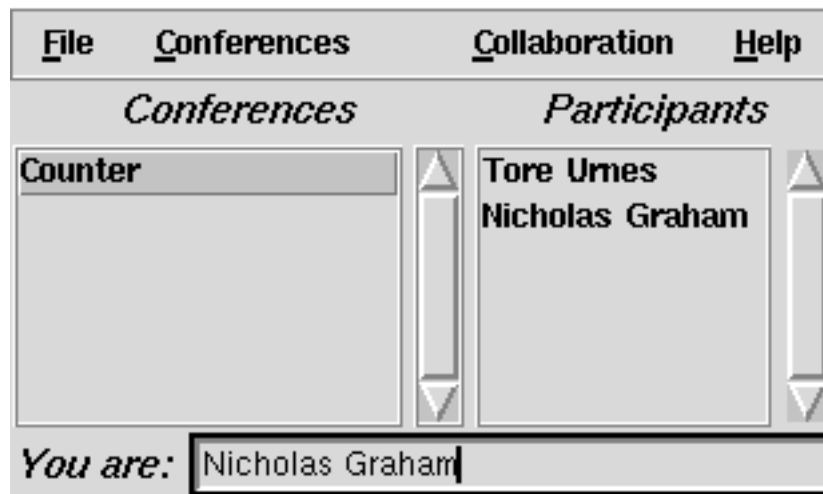 File Conferences Collaboration Help
Conferences Participants
Counter
Tore Urnes
Nicholas Graham
You are: Nicholas Graham